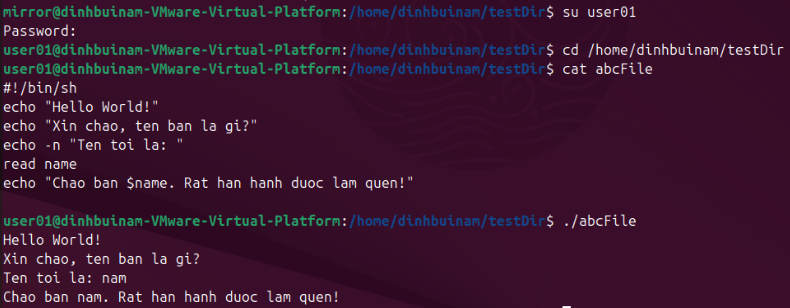 mirror@dinhbuinam-VMware-Virtual-Platform:/home/dinhbuinam/testDir$ su user01
Password:
user01@dinhbuinam-VMware-Virtual-Platform:/home/dinhbuinam/testDir$ cd /home/dinhbuinam/testDir
user01@dinhbuinam-VMware-Virtual-Platform:/home/dinhbuinam/testDir$ cat abcFile
#!/bin/sh
echo "Hello World!"
echo "Xin chao, ten ban la gi?"
echo -n "Ten toi la: "
read name
echo "Chao ban $name. Rat han hanh duoc lam quen!"
user01@dinhbuinam-VMware-Virtual-Platform:/home/dinhbuinam/testDir$ ./abcFile
Hello World!
Xin chao, ten ban la gi?
Ten toi la: nam
Chao ban nam. Rat han hanh duoc lam quen!